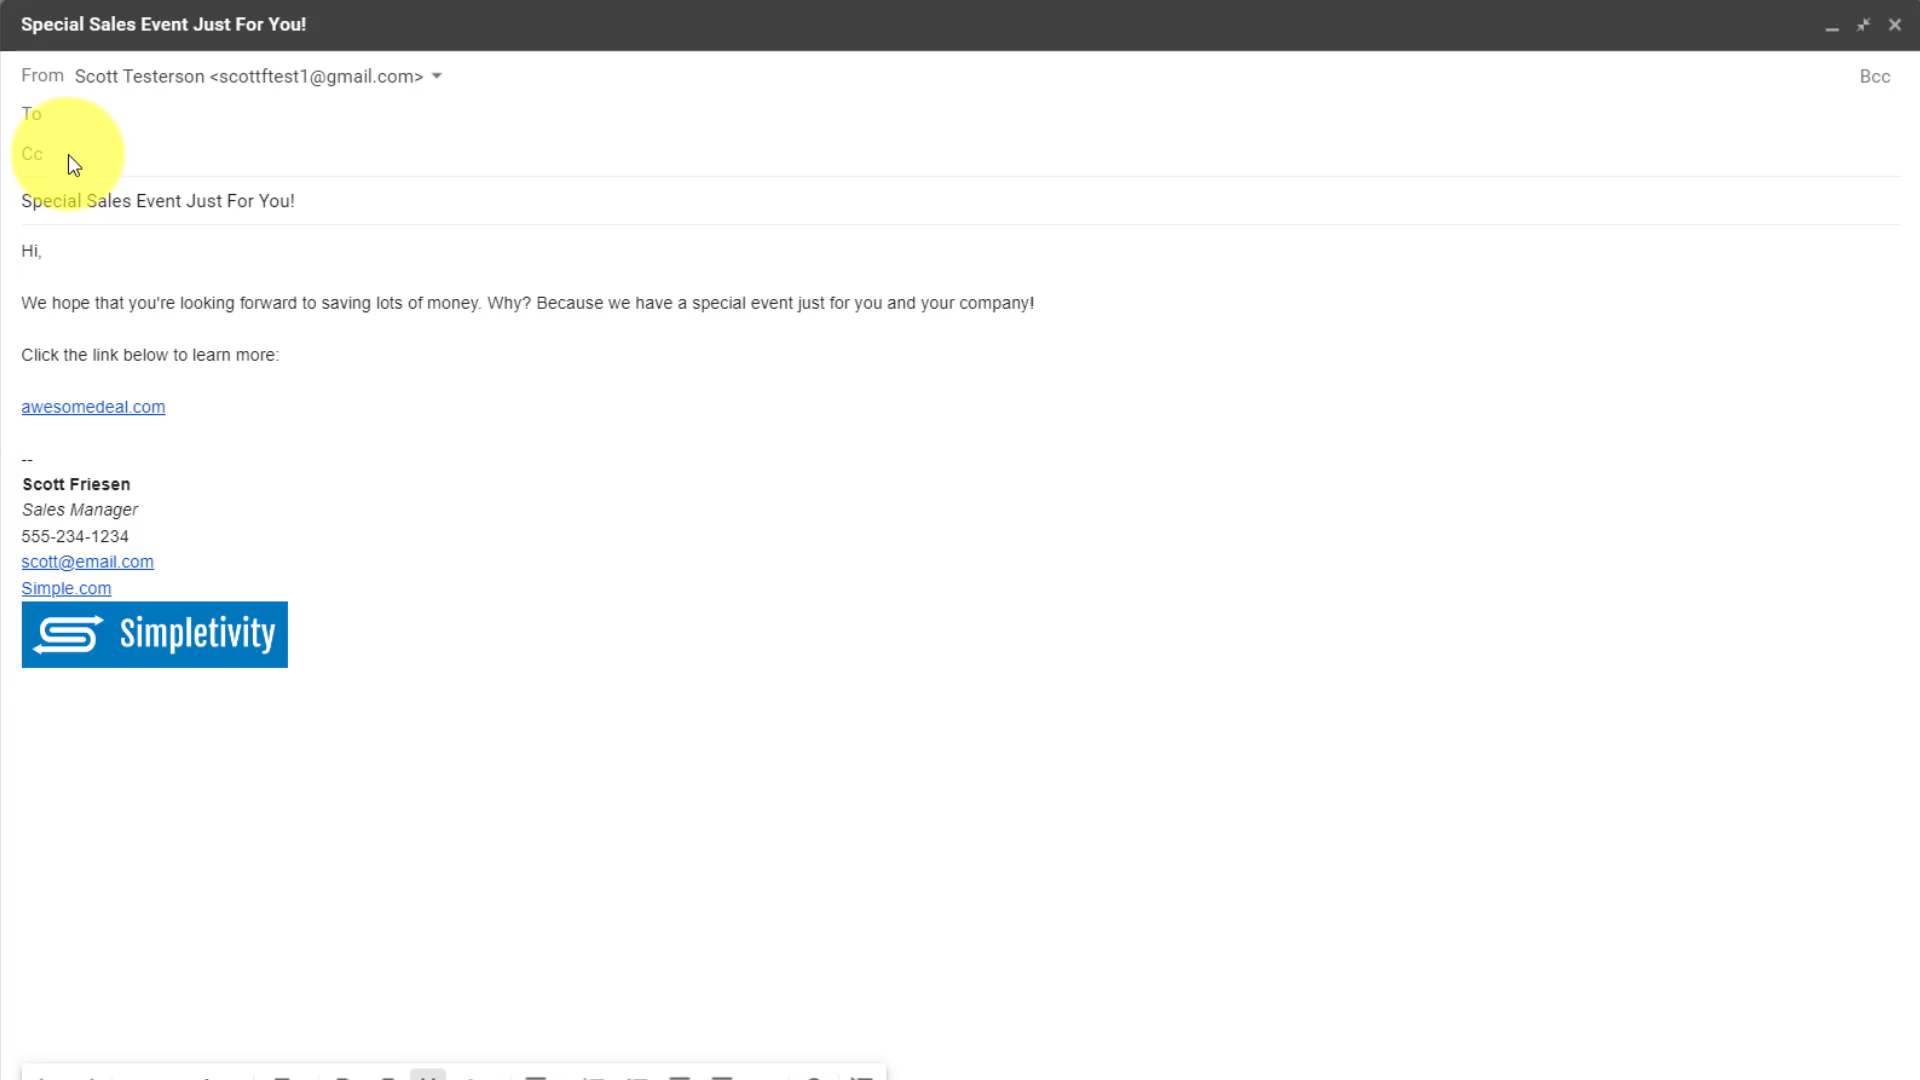 Special Sales Event Just For You!
From Scott Testerson <scottftest1@gmail.com> Bcc
To
Cc
Special Sales Event Just For You!
Hi,
We hope that you're looking forward to saving lots of money. Why? Because we have a special event just for you and your company!
Click the link below to learn more:
awesomedeal.com
--
Scott Friesen
Sales Manager
555-234-1234
scott@email.com
Simple.com
Simpletivity